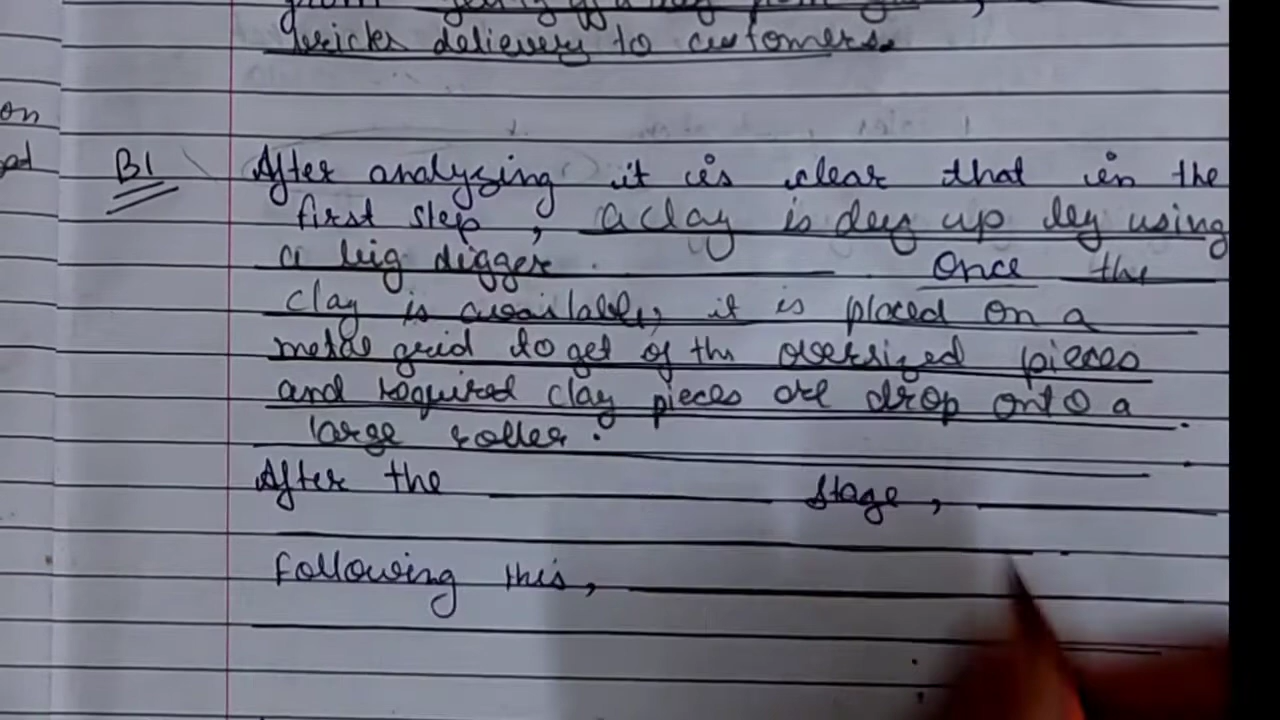 on
bricks delievery to customers.
B1 After analyzing it is clear that in the
first step, a clay is dug up by using
a big digger. Once the
clay is available, it is placed on a
metal grid to get of the oversized pieces
and required clay pieces are drop onto a
large roller.
After the stage,
Following this,